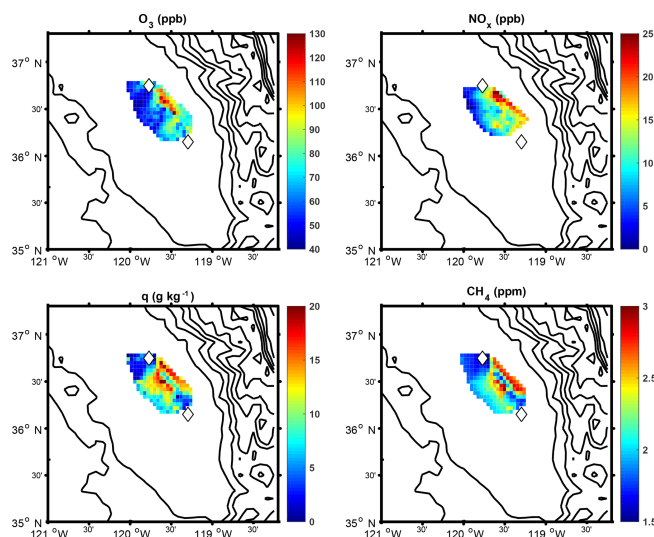 O3 (ppb)
37° N
30'
36° N
30'
35° N
121 °W
30'
120 °W
30'
119 °W
30'
130
120
110
100
90
80
70
60
50
40
NOx (ppb)
37° N
30'
36° N
30'
35° N
121 °W
30'
120 °W
30'
119 °W
30'
25
20
15
10
5
0
q (g kg-1)
37° N
30'
36° N
30'
35° N
121 °W
30'
120 °W
30'
119 °W
30'
20
15
10
5
0
CH4 (ppm)
37° N
30'
36° N
30'
35° N
121 °W
30'
120 °W
30'
119 °W
30'
3
2.5
2
1.5